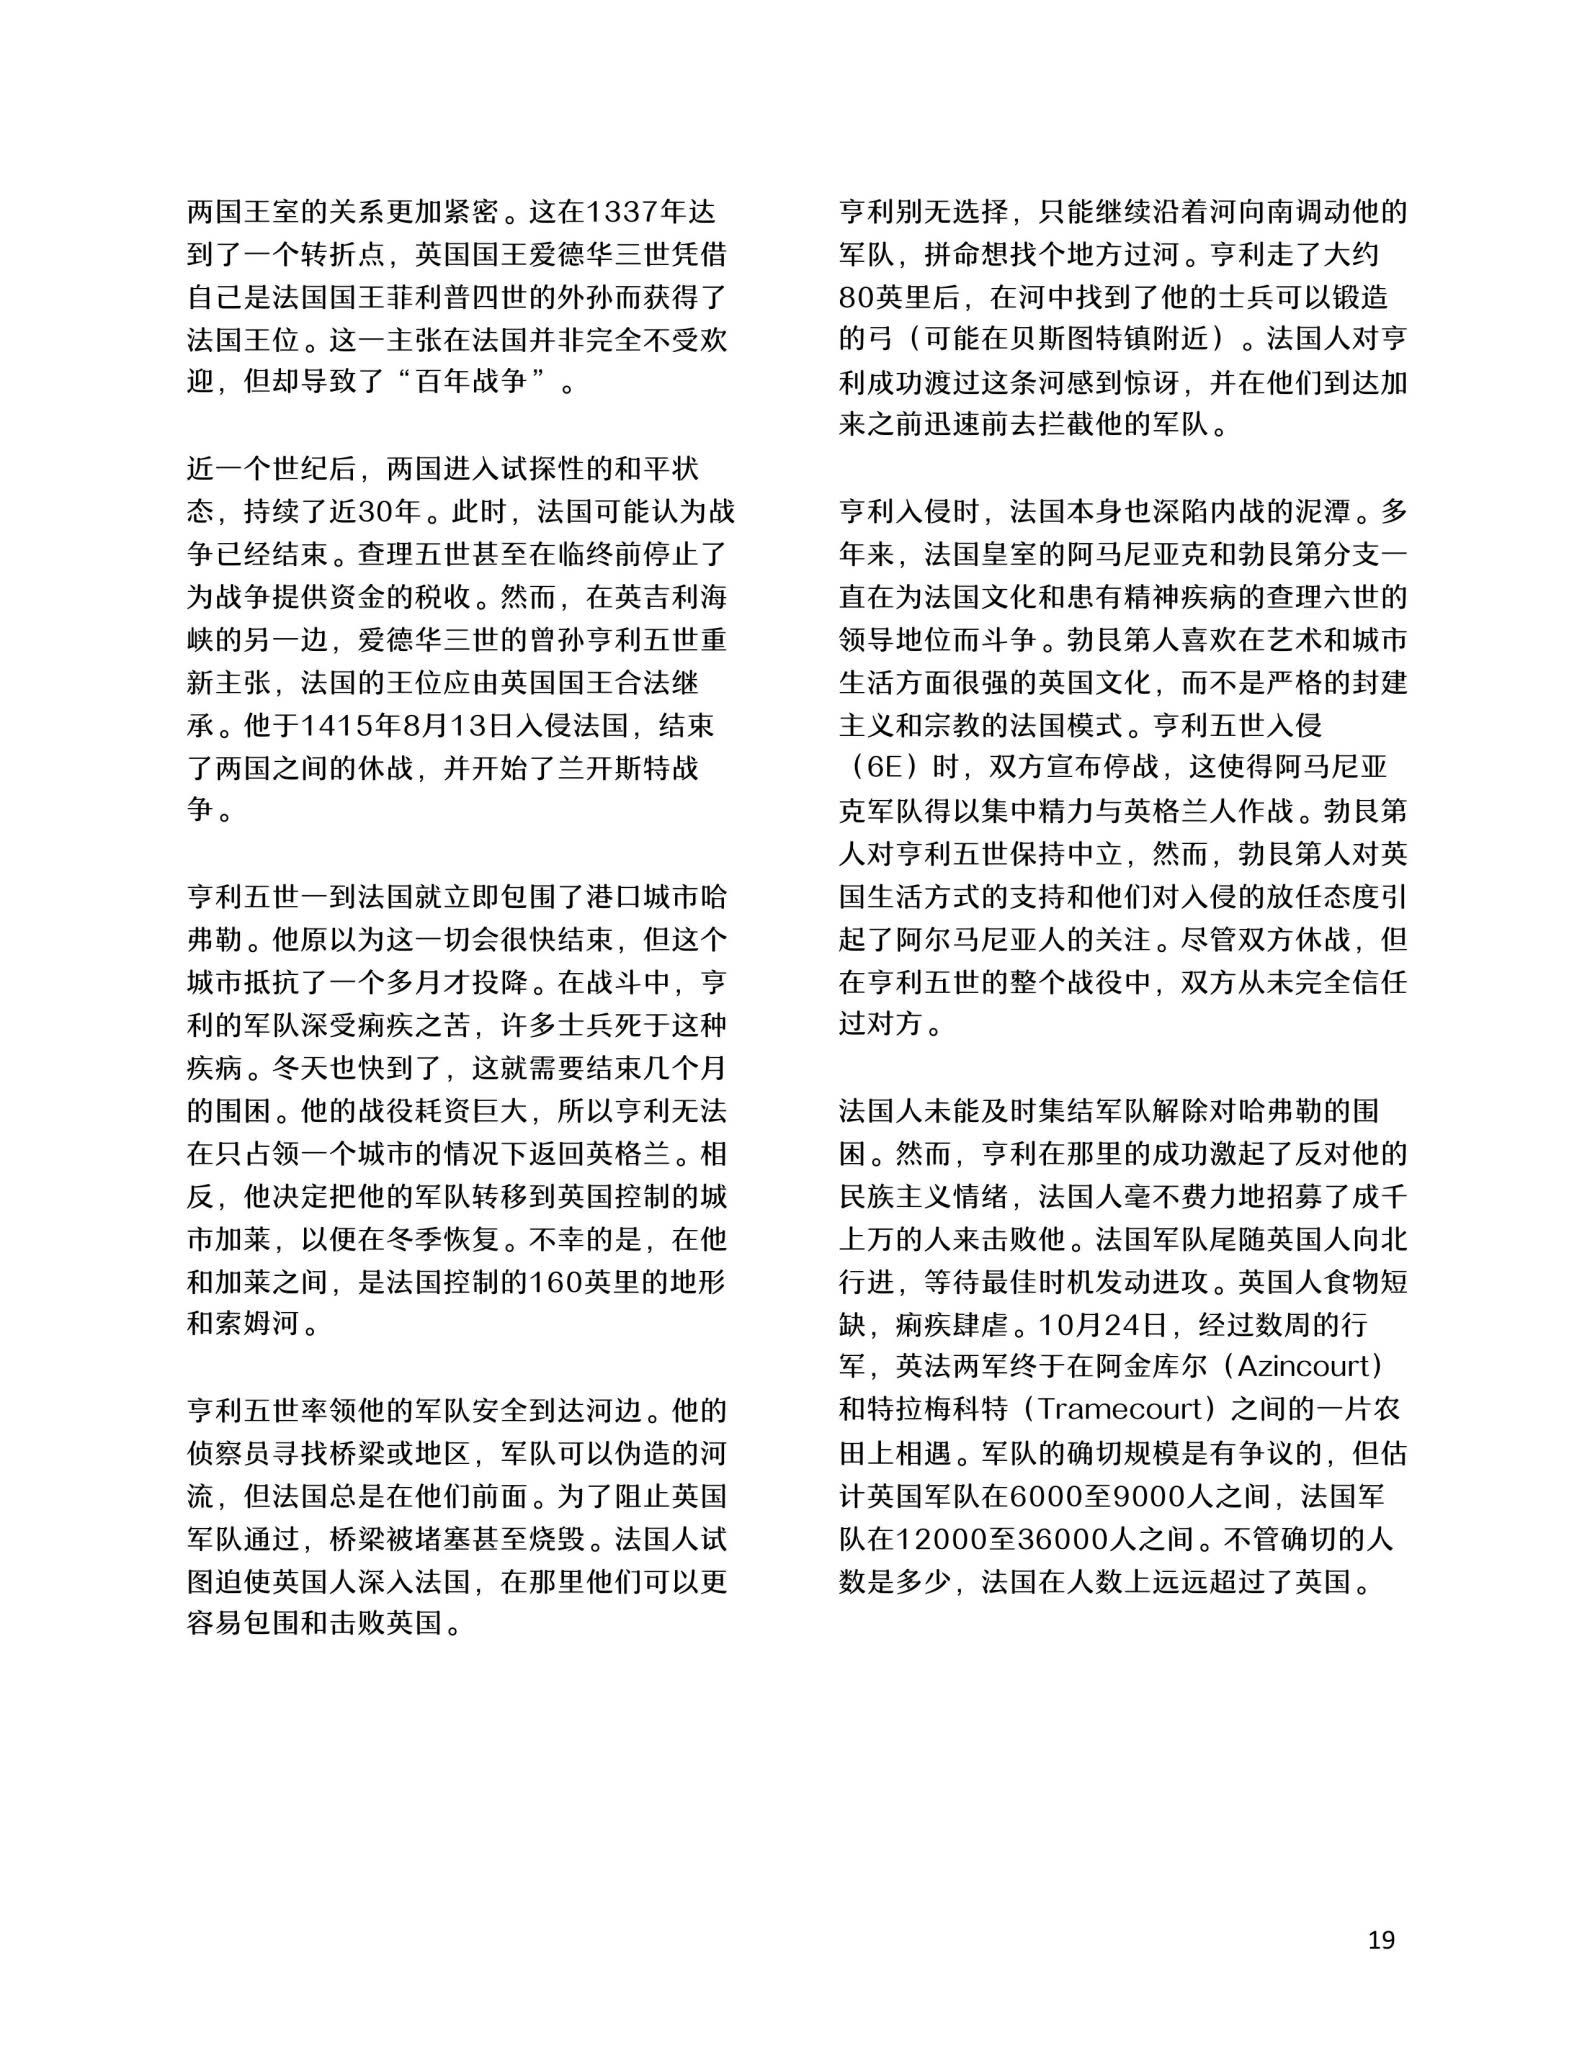 两国王室的关系更加紧密。这在1337年达
到了一个转折点，英国国王爱德华三世凭借
自己是法国国王菲利普四世的外孙而获得了
法国王位。这一主张在法国并非完全不受欢
迎，但却导致了“百年战争”。
近一个世纪后，两国进入试探性的和平状
态，持续了近30年。此时，法国可能认为战
争已经结束。查理五世甚至在临终前停止了
为战争提供资金的税收。然而，在英吉利海
峡的另一边，爱德华三世的曾孙亨利五世重
新主张，法国的王位应由英国国王合法继
承。他于1415年8月13日入侵法国，结束
了两国之间的休战，并开始了兰开斯特战
争。
亨利五世一到法国就立即包围了港口城市哈
弗勒。他原以为这一切会很快结束，但这个
城市抵抗了一个多月才投降。在战斗中，亨
利的军队深受痢疾之苦，许多士兵死于这种
疾病。冬天也快到了，这就需要结束几个月
的围困。他的战役耗资巨大，所以亨利无法
在只占领一个城市的情况下返回英格兰。相
反，他决定把他的军队转移到英国控制的城
市加莱，以便在冬季恢复。不幸的是，在他
和加莱之间，是法国控制的160英里的地形
和索姆河。
亨利五世率领他的军队安全到达河边。他的
侦察员寻找桥梁或地区，军队可以伪造的河
流，但法国总是在他们前面。为了阻止英国
军队通过，桥梁被堵塞甚至烧毁。法国人试
图迫使英国人深入法国，在那里他们可以更
容易包围和击败英国。
亨利别无选择，只能继续沿着河向南调动他的
军队，拼命想找个地方过河。亨利走了大约
80英里后，在河中找到了他的士兵可以锻造
的弓（可能在贝斯图特镇附近）。法国人对亨
利成功渡过这条河感到惊讶，并在他们到达加
来之前迅速前去拦截他的军队。
亨利入侵时，法国本身也深陷内战的泥潭。多
年来，法国皇室的阿马尼亚克和勃艮第分支一
直在为法国文化和患有精神疾病的查理六世的
领导地位而斗争。勃艮第人喜欢在艺术和城市
生活方面很强的英国文化，而不是严格的封建
主义和宗教的法国模式。亨利五世入侵
（6E）时，双方宣布停战，这使得阿马尼亚
克军队得以集中精力与英格兰人作战。勃艮第
人对亨利五世保持中立，然而，勃艮第人对英
国生活方式的支持和他们对入侵的放任态度引
起了阿尔马尼亚人的关注。尽管双方休战，但
在亨利五世的整个战役中，双方从未完全信任
过对方。
法国人未能及时集结军队解除对哈弗勒的围
困。然而，亨利在那里的成功激起了反对他的
民族主义情绪，法国人毫不费力地招募了成千
上万的人来击败他。法国军队尾随英国人向北
行进，等待最佳时机发动进攻。英国人食物短
缺，痢疾肆虐。10月24日，经过数周的行
军，英法两军终于在阿金库尔（Azincourt）
和特拉梅科特（Tramecourt）之间的一片农
田上相遇。军队的确切规模是有争议的，但估
计英国军队在6000至9000人之间，法国军
队在12000至36000人之间。不管确切的人
数是多少，法国在人数上远远超过了英国。
19